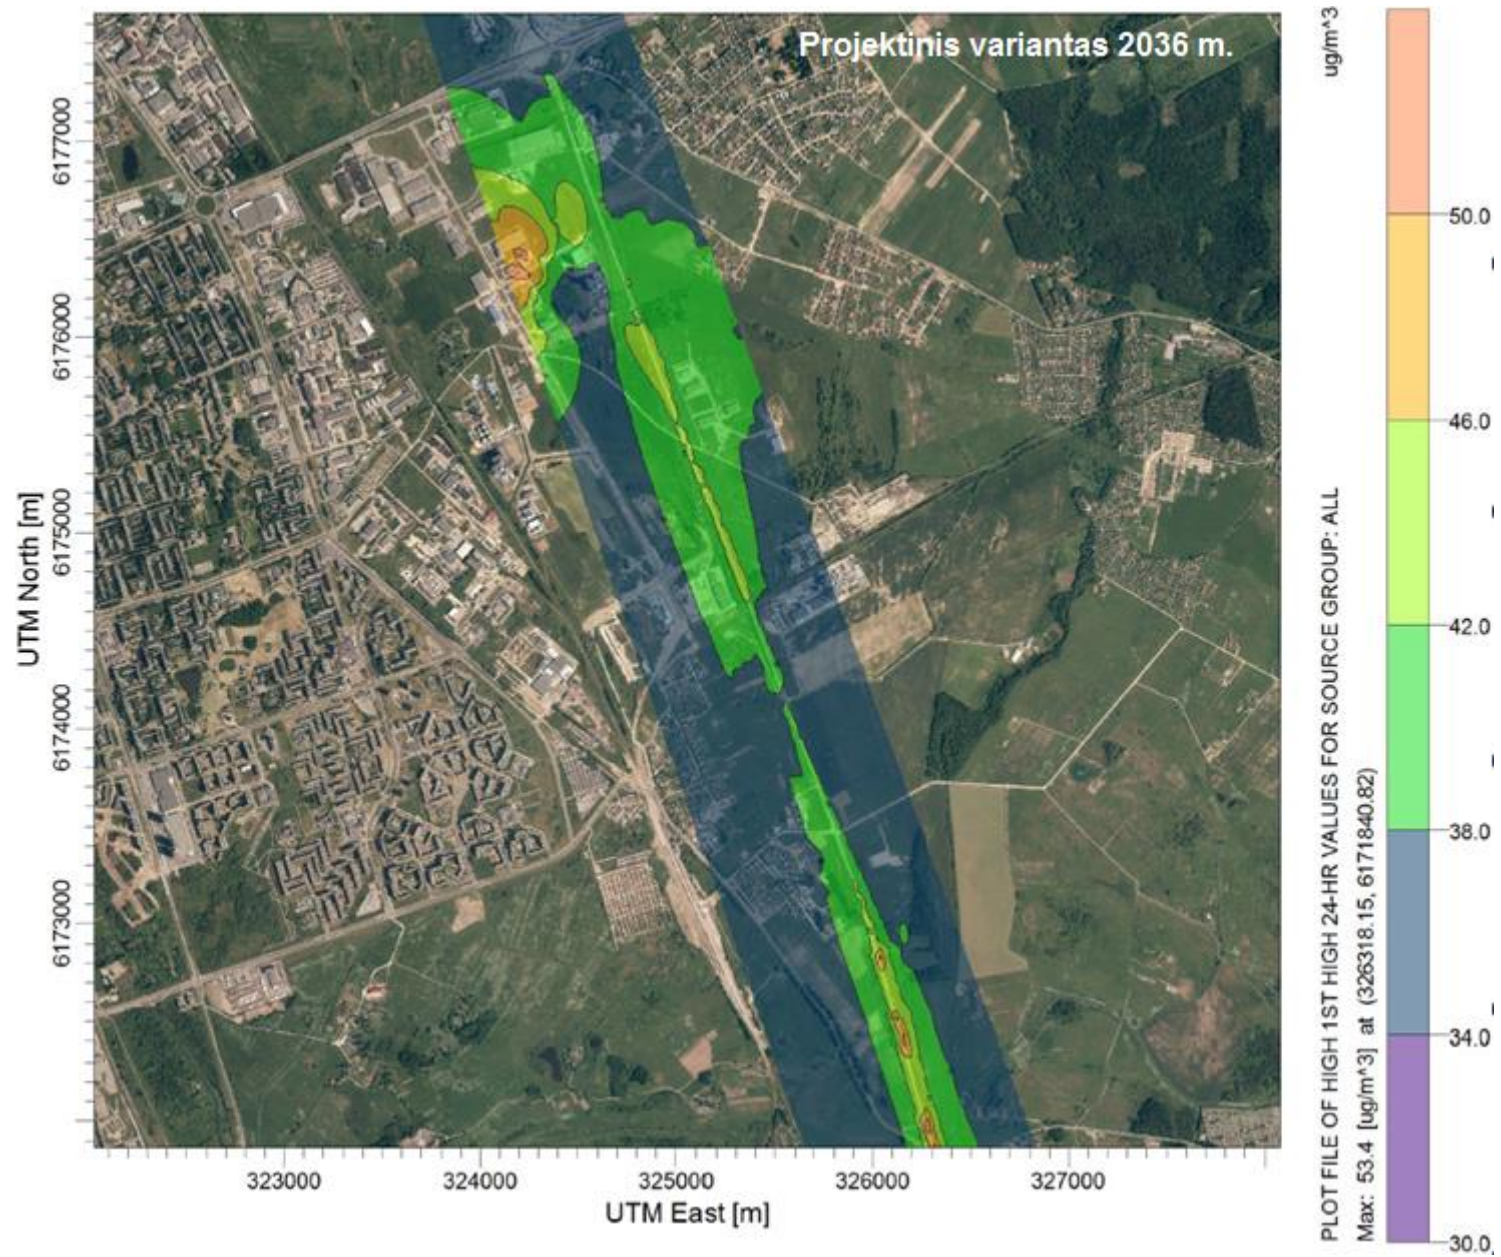 Projektinis variantas 2036 m.
UTM North [m]
6177000
6176000
6175000
6174000
6173000
323000
324000
325000
326000
327000
UTM East [m]
PLOT FILE OF HIGH 1ST HIGH 24-HR VALUES FOR SOURCE GROUP: ALL
Max: 53.4 [ug/m^3] at (326318.15, 6171840.82)
ug/m^3
50.0
46.0
42.0
38.0
34.0
30.0